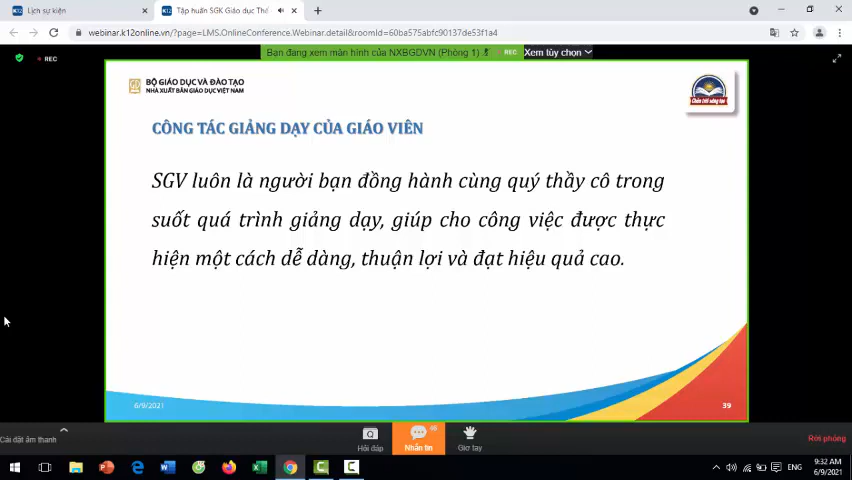 Lịch sự kiện
Tập huấn SGK Giáo dục Thể
webinar.k12online.vn/?page=LMS.OnlineConference.Webinar.detail&roomId=60ba575abfc90137de53f1a4
REC
Bạn đang xem màn hình của NXBGDVN (Phòng 1)
REC
Xem tùy chọn
BỘ GIÁO DỤC VÀ ĐÀO TẠO
NHÀ XUẤT BẢN GIÁO DỤC VIỆT NAM
Chân trời sáng tạo
CÔNG TÁC GIẢNG DẠY CỦA GIÁO VIÊN
SGV luôn là người bạn đồng hành cùng quý thầy cô trong
suốt quá trình giảng dạy, giúp cho công việc được thực
hiện một cách dễ dàng, thuận lợi và đạt hiệu quả cao.
6/9/2021
39
Cài đặt âm thanh
Hỏi đáp
Nhắn tin
Giơ tay
Rời phòng
ENG
9:32 AM
6/9/2021